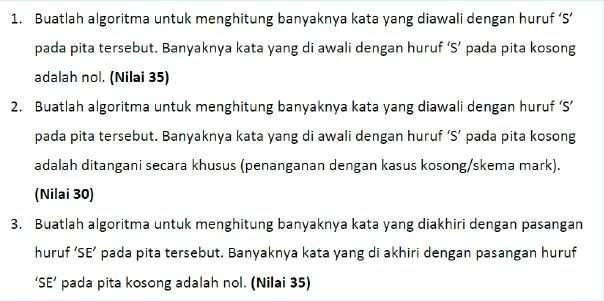 1. Buatlah algoritma untuk menghitung banyaknya kata yang diawali dengan huruf ‘S’
pada pita tersebut. Banyaknya kata yang di awali dengan huruf ‘S’ pada pita kosong
adalah nol. (Nilai 35)
2. Buatlah algoritma untuk menghitung banyaknya kata yang diawali dengan huruf ‘S’
pada pita tersebut. Banyaknya kata yang di awali dengan huruf ‘S’ pada pita kosong
adalah ditangani secara khusus (penanganan dengan kasus kosong/skema mark).
(Nilai 30)
3. Buatlah algoritma untuk menghitung banyaknya kata yang diakhiri dengan pasangan
huruf ‘SE’ pada pita tersebut. Banyaknya kata yang di akhiri dengan pasangan huruf
‘SE’ pada pita kosong adalah nol. (Nilai 35)